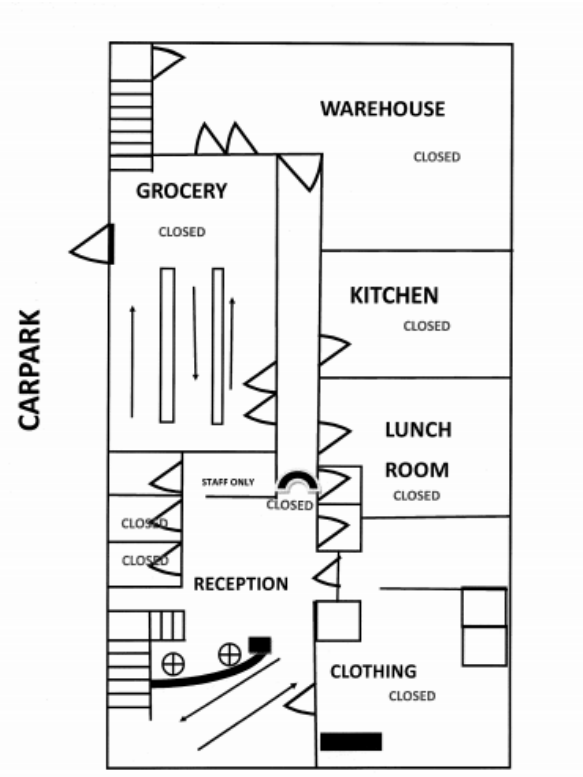 WAREHOUSE
CLOSED
GROCERY
CLOSED
KITCHEN
CLOSED
CARPARK
LUNCH
ROOM
CLOSED
STAFF ONLY
CLOSED
CLOSED
CLOSED
RECEPTION
CLOTHING
CLOSED